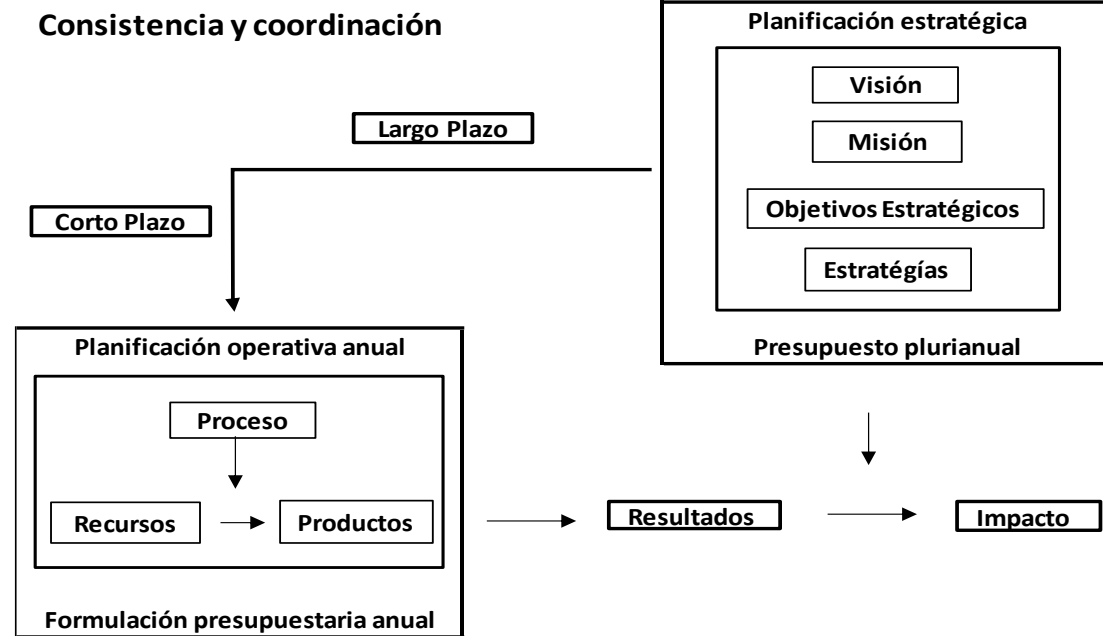 Consistencia y coordinación
Planificación estratégica
Visión
Misión
Objetivos Estratégicos
Estratégías
Presupuesto plurianual
Largo Plazo
Corto Plazo
Planificación operativa anual
Proceso
Recursos
Productos
Formulación presupuestaria anual
Resultados
Impacto